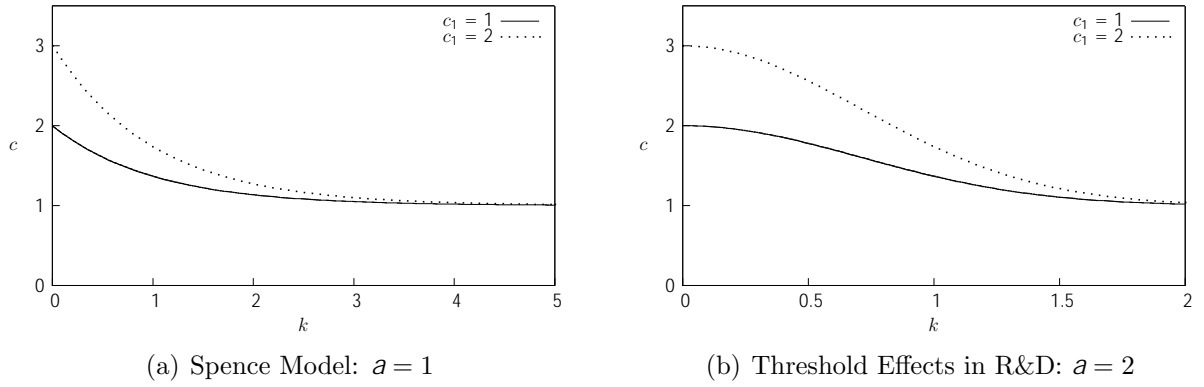 c₁ = 1
c₁ = 2
3
2
c
1
0
0 1 2 3 4 5
k
(a) Spence Model: a = 1
c₁ = 1
c₁ = 2
3
2
c
1
0
0 0.5 1 1.5 2
k
(b) Threshold Effects in R&D: a = 2